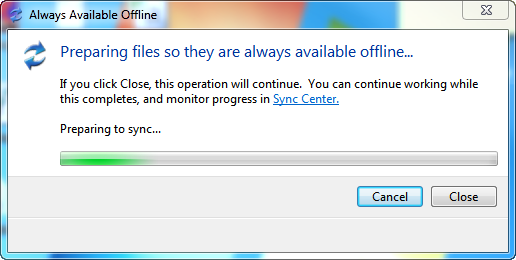 Always Available Offline
Preparing files so they are always available offline...
If you click Close, this operation will continue.  You can continue working while
this completes, and monitor progress in Sync Center.
Preparing to sync...
Cancel
Close